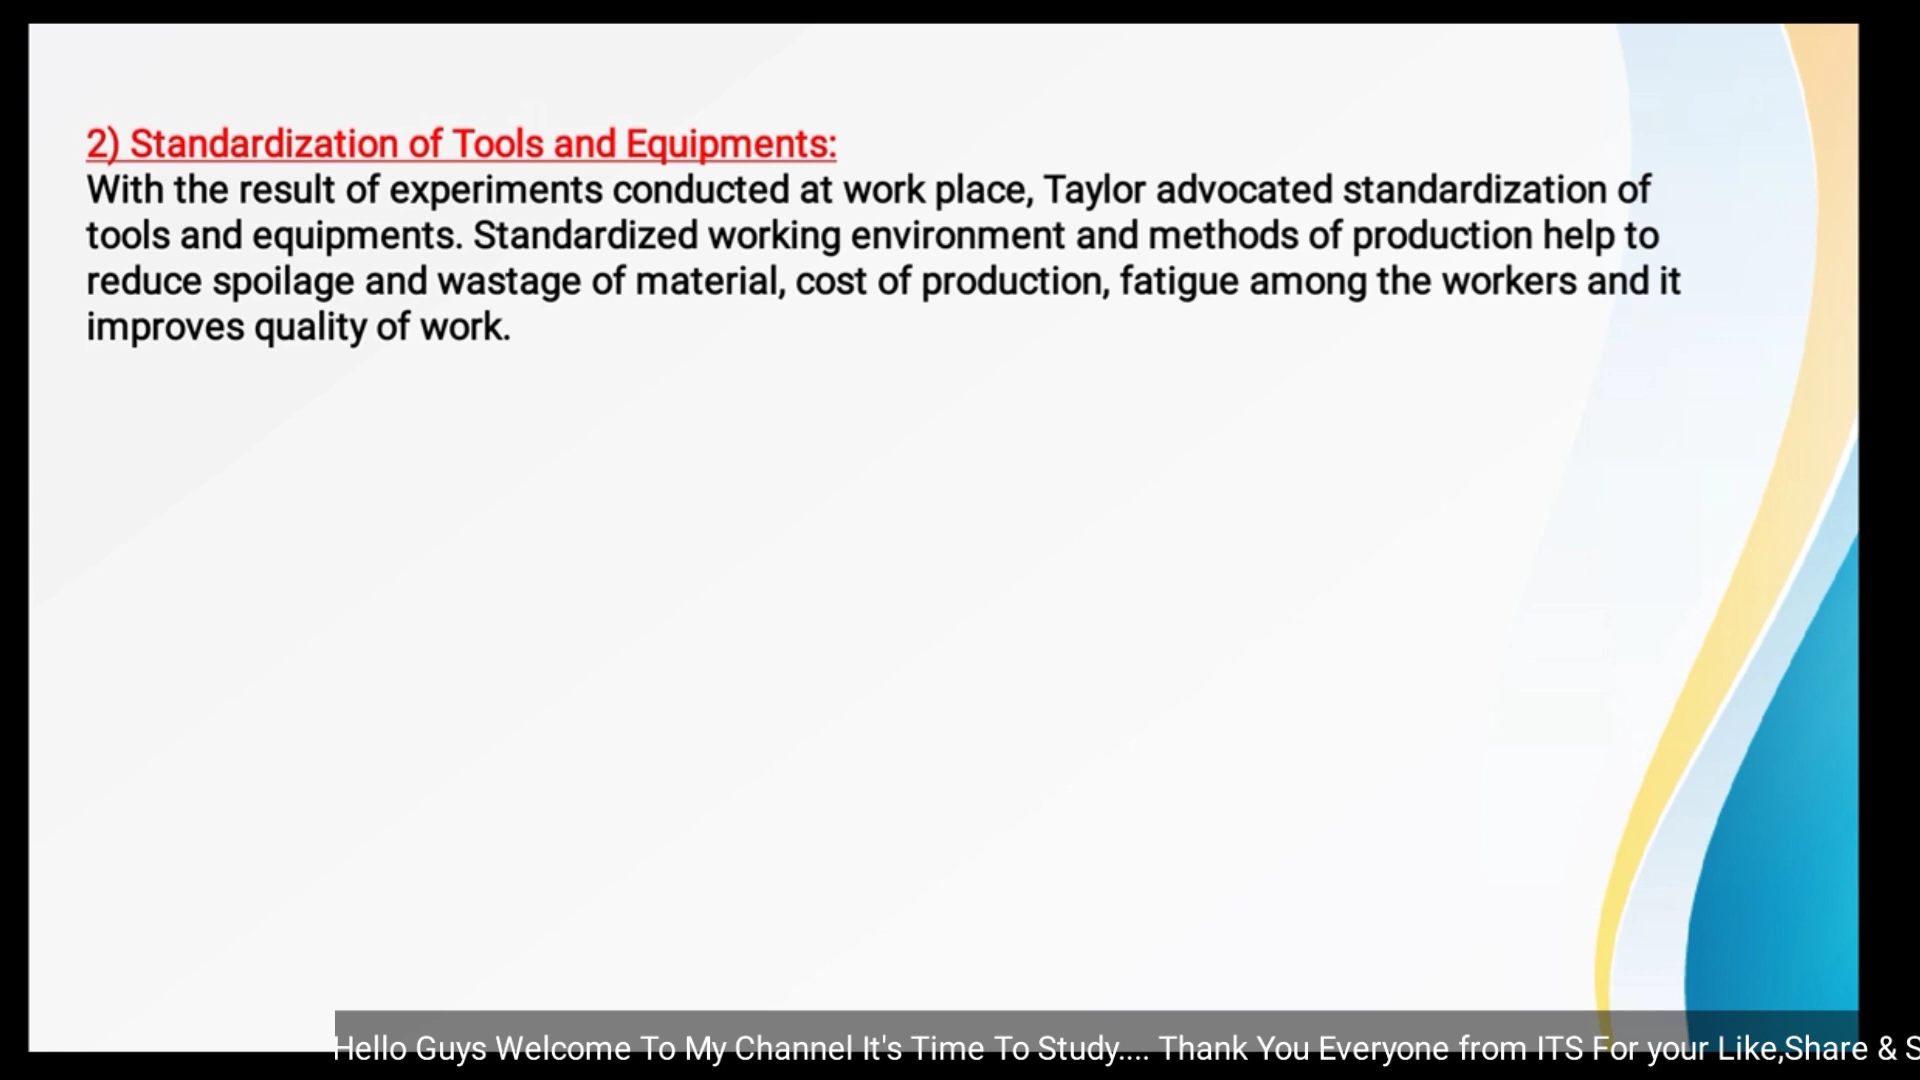 2) Standardization of Tools and Equipments:
With the result of experiments conducted at work place, Taylor advocated standardization of
tools and equipments. Standardized working environment and methods of production help to
reduce spoilage and wastage of material, cost of production, fatigue among the workers and it
improves quality of work.
Hello Guys Welcome To My Channel It's Time To Study.... Thank You Everyone from ITS For your Like,Share & S